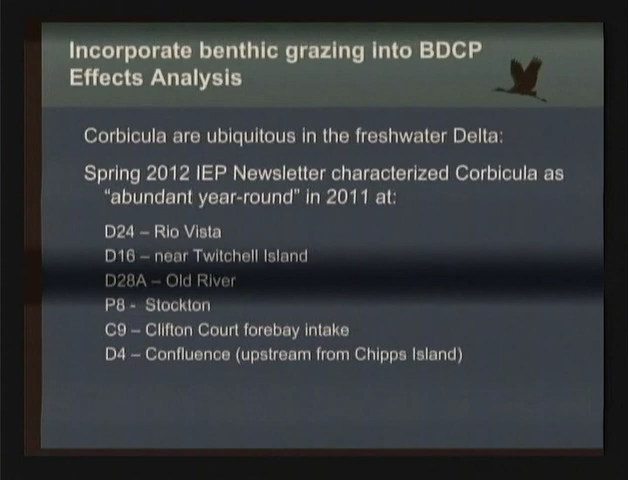 Incorporate benthic grazing into BDCP
Effects Analysis
Corbicula are ubiquitous in the freshwater Delta:
Spring 2012 IEP Newsletter characterized Corbicula as
“abundant year-round” in 2011 at:
D24 – Rio Vista
D16 – near Twitchell Island
D28A – Old River
P8 - Stockton
C9 – Clifton Court forebay intake
D4 – Confluence (upstream from Chipps Island)